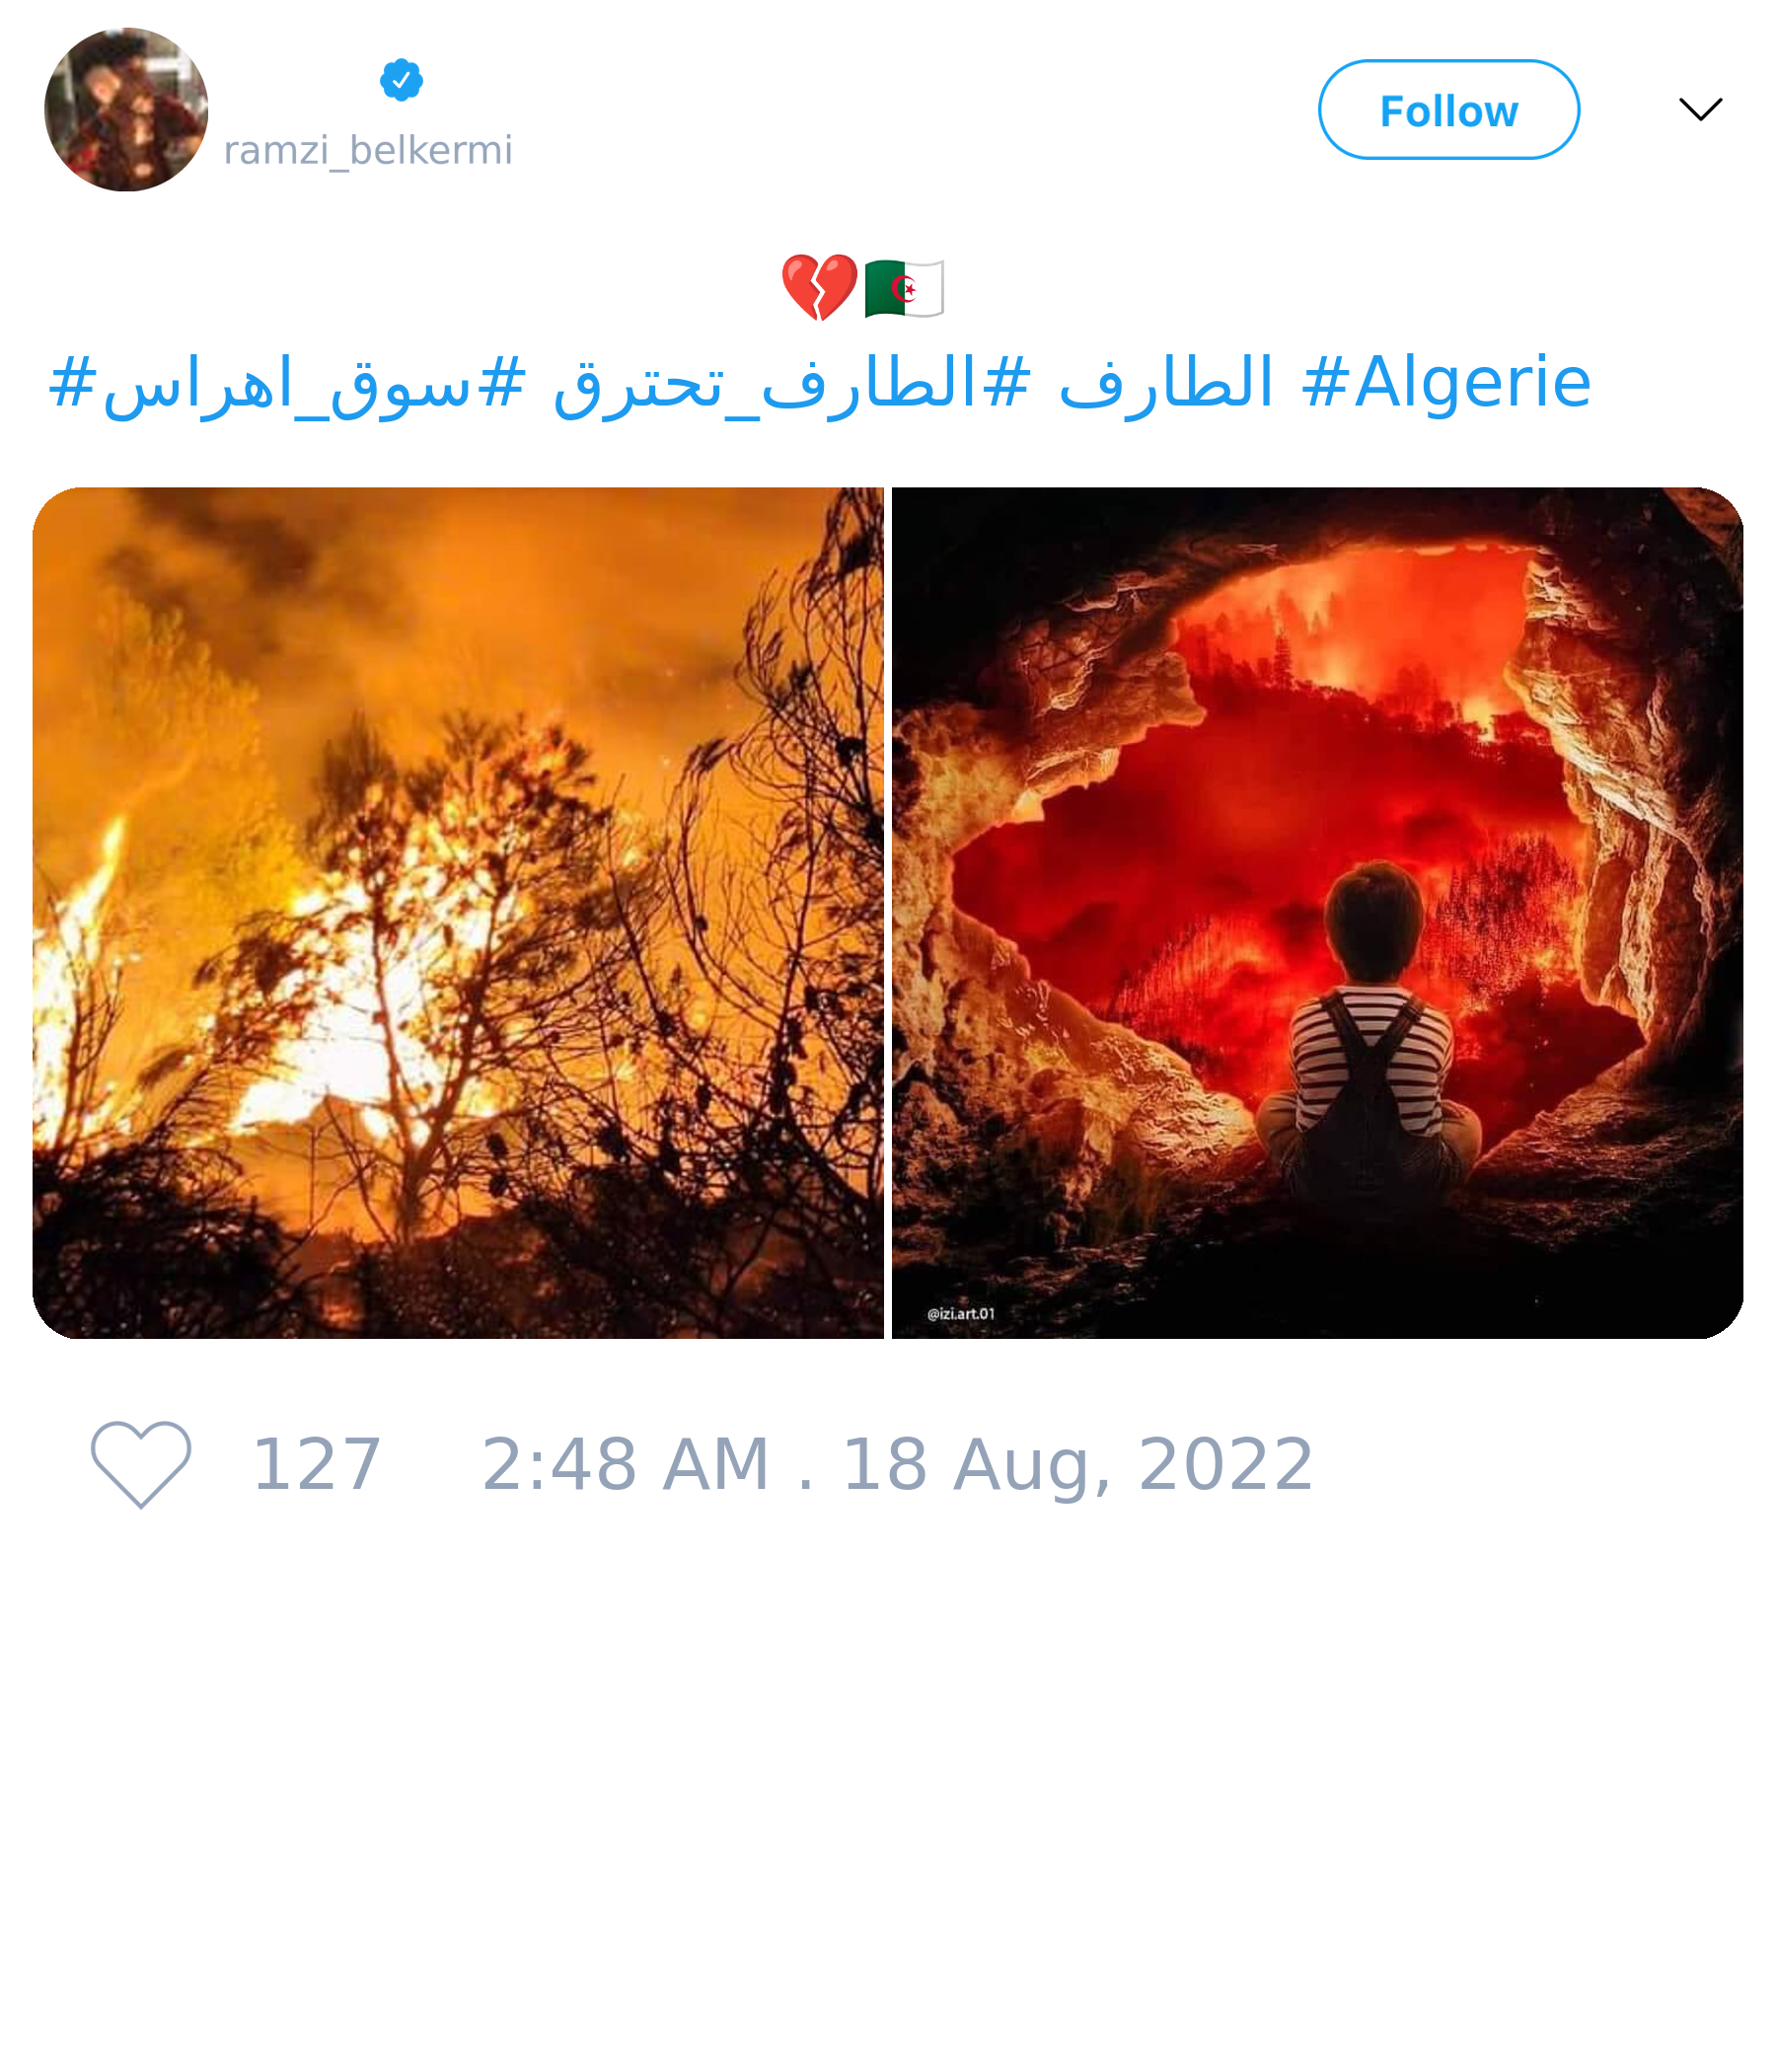 ramzi_belkermi
Follow
💔🇩🇿
#الطارف #الطارف_تحترق #سوق_اهراس #Algerie
@izi.art.01
127 2:48 AM . 18 Aug, 2022